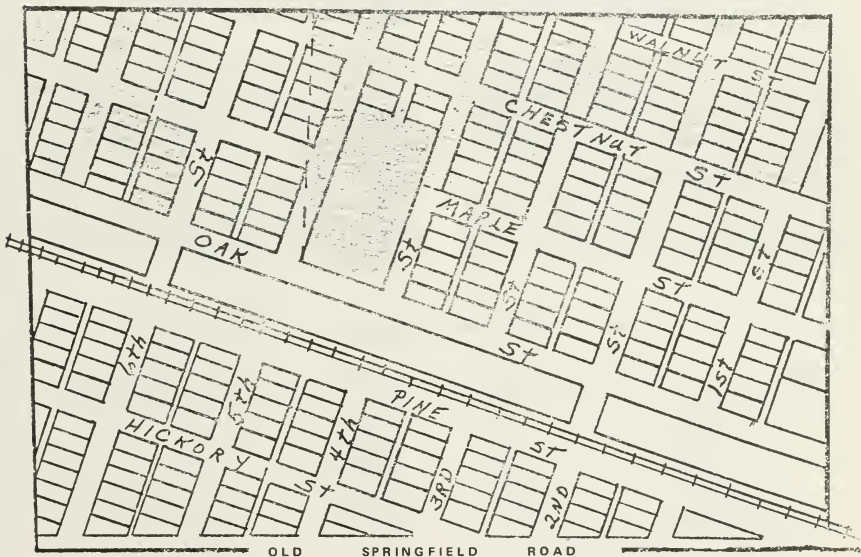 WALNUT ST
CHESTNUT ST
St
MAPLE ST
OAK ST
St
St
St
St
1St
6th
5th
4th
PINE ST
HICKORY St
3RD
2ND
OLD SPRINGFIELD ROAD